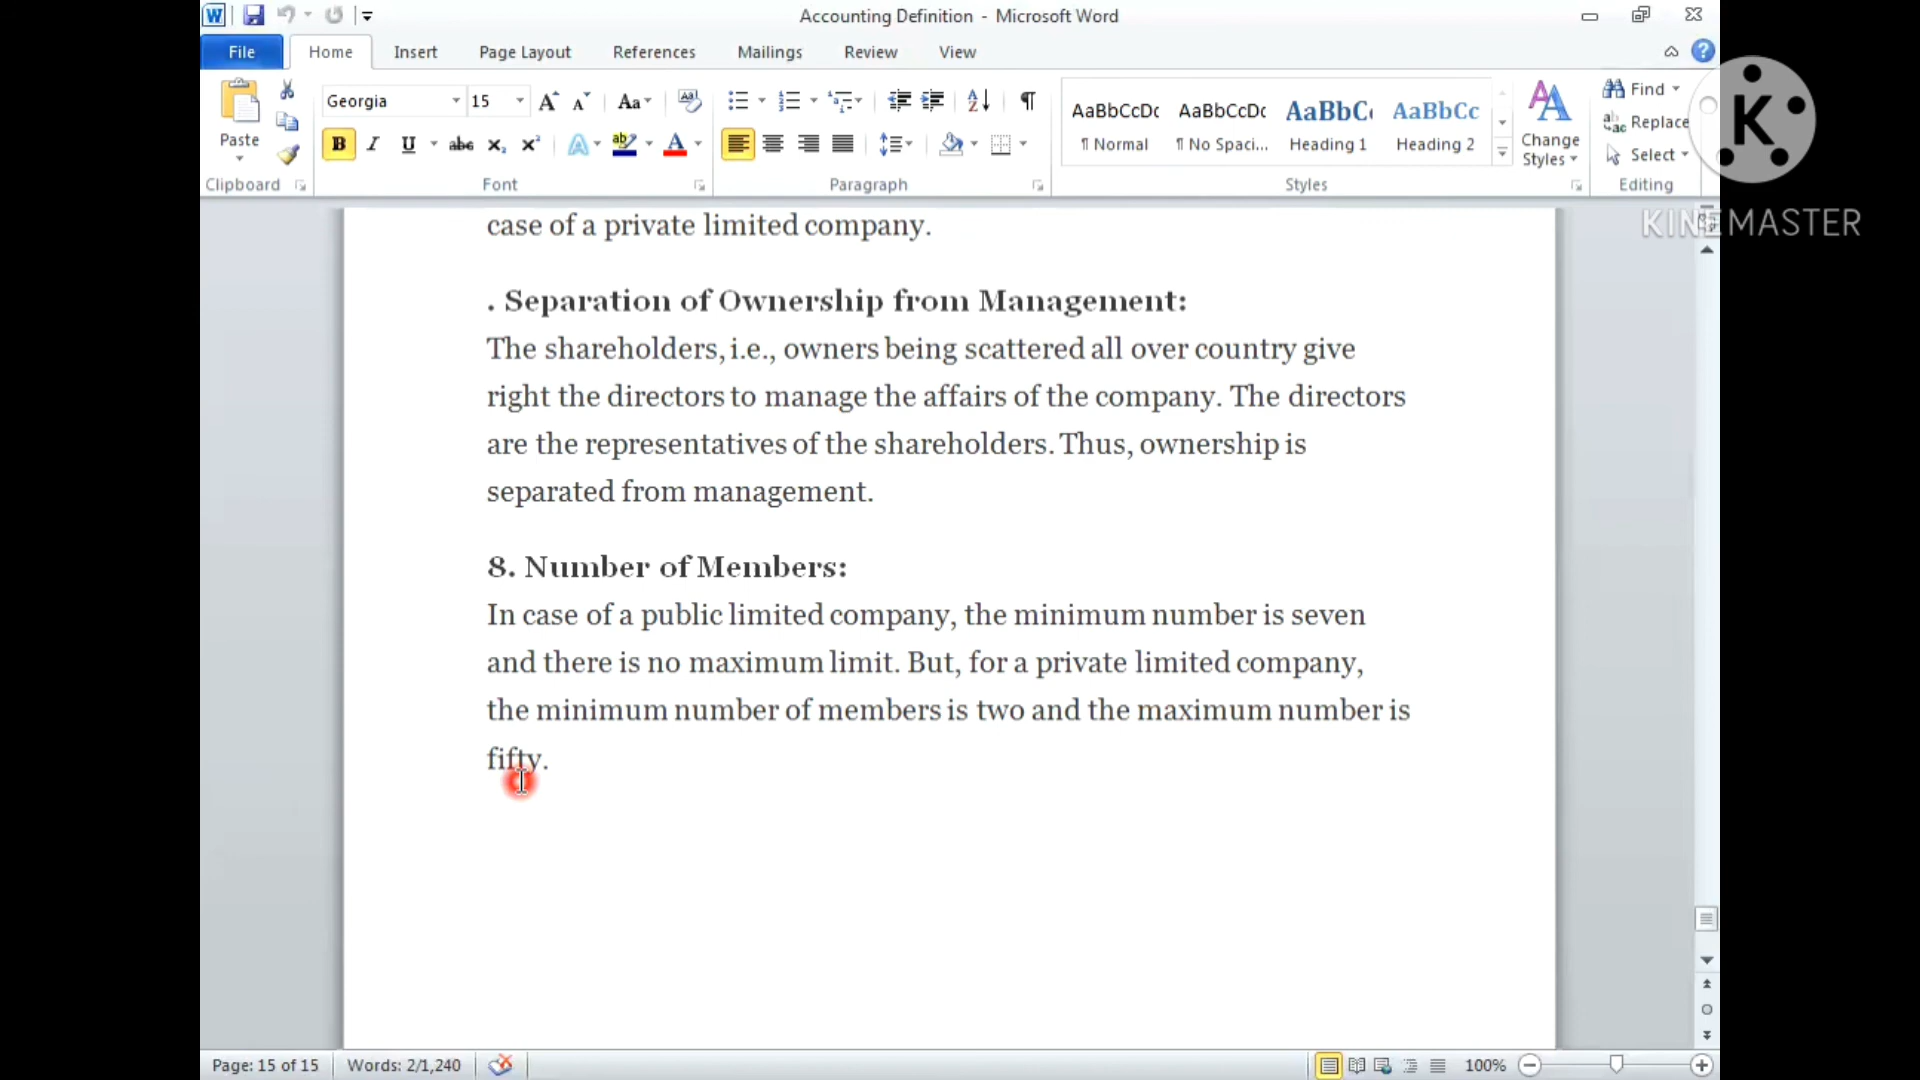 Accounting Definition - Microsoft Word
File Home Insert Page Layout References Mailings Review View
Georgia 15 Aa
Paste
B I U abc X₂ X² A ab A
AaBbCcDc AaBbCcDc AaBbC AaBbCc
¶ Normal ¶ No Spaci... Heading 1 Heading 2
Change Styles
Find
Replace
Select
Clipboard Font Paragraph Styles Editing
K
KINEMASTER
case of a private limited company.
. Separation of Ownership from Management:
The shareholders, i.e., owners being scattered all over country give
right the directors to manage the affairs of the company. The directors
are the representatives of the shareholders. Thus, ownership is
separated from management.
8. Number of Members:
In case of a public limited company, the minimum number is seven
and there is no maximum limit. But, for a private limited company,
the minimum number of members is two and the maximum number is
fifty.
Page: 15 of 15 Words: 2/1,240 100%